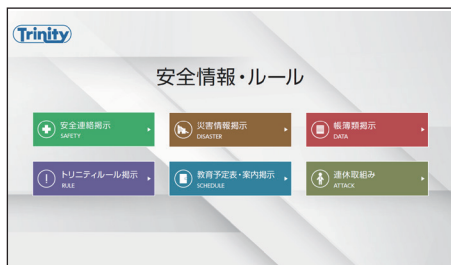 Trinity
安全情報・ルール
安全連絡掲示
SAFETY
災害情報掲示
DISASTER
帳簿類掲示
DATA
トリニティルール掲示
RULE
教育予定表・案内掲示
SCHEDULE
連休取組み
ATTACK